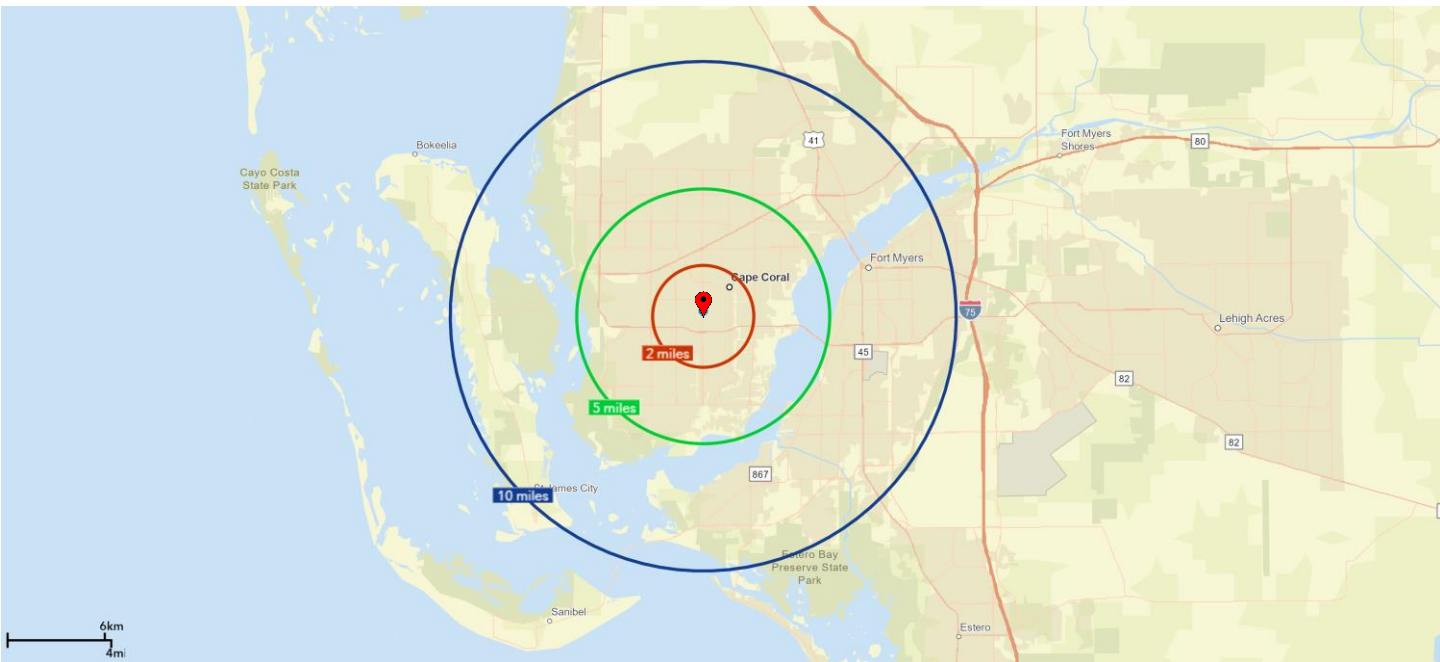 41
Fort Myers
Shores
80
Bokeelia
Cayo Costa
State Park
Fort Myers
Cape Coral
75
Lehigh Acres
2 miles
45
82
5 miles
82
867
10 miles
St James City
Estero Bay
Preserve State
Park
Sanibel
6km
4mi
Estero